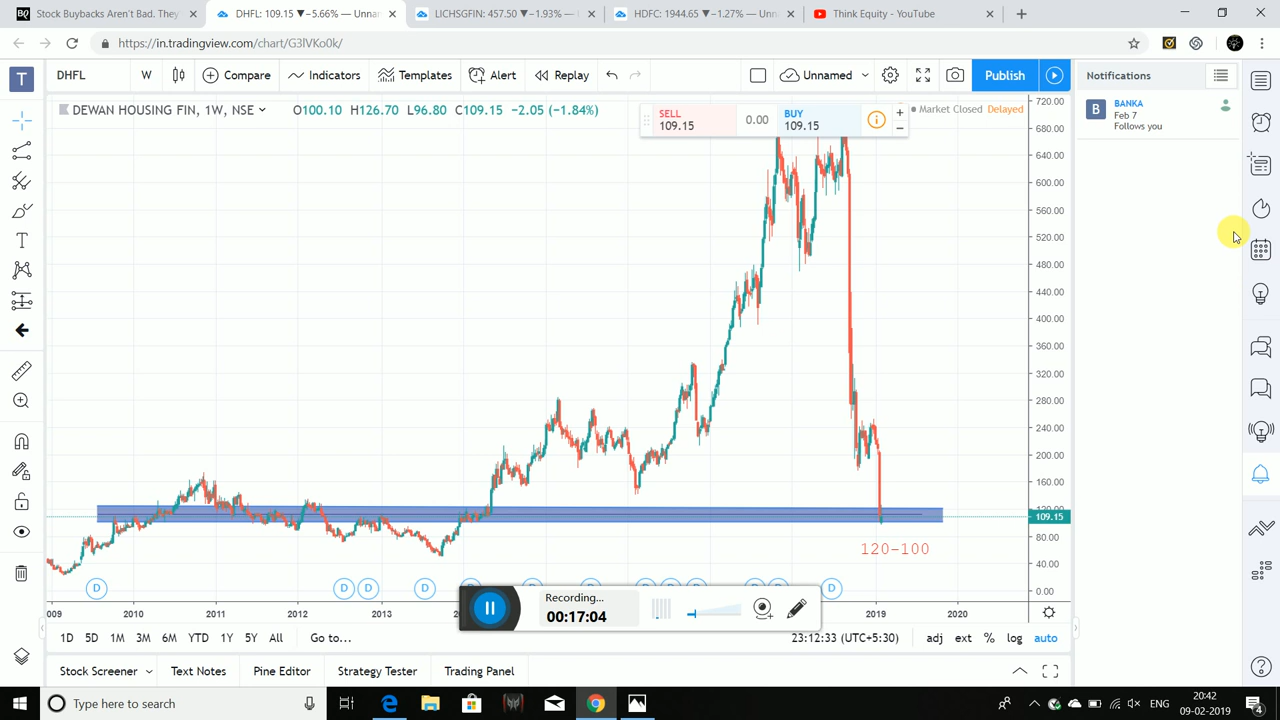 Stock Buybacks Aren't Bad. They
DHFL: 109.15 ▼-5.66% — Unna
LICHSGFIN: 457.50 ▼-1.93% —
HDFC: 1944.65 ▼-1.27% — Unn
Think Equity - YouTube
https://in.tradingview.com/chart/G3lVKo0k/
T
DHFL
W
Compare
Indicators
Templates
Alert
Replay
Unnamed
Publish
Notifications
DEWAN HOUSING FIN, 1W, NSE
O100.10 H126.70 L96.80 C109.15 -2.05 (-1.84%)
SELL
109.15
0.00
BUY
109.15
Market Closed Delayed
B
BANKA
Feb 7
Follows you
720.00
680.00
640.00
600.00
560.00
520.00
480.00
440.00
400.00
360.00
320.00
280.00
240.00
200.00
160.00
120.00
109.15
80.00
40.00
0.00
120-100
D D D D D D D D D D D D D
009 2010 2011 2012 2013 2019 2020
Recording...
00:17:04
1D 5D 1M 3M 6M YTD 1Y 5Y All Go to...
23:12:33 (UTC+5:30) adj ext % log auto
Stock Screener
Text Notes
Pine Editor
Strategy Tester
Trading Panel
Type here to search
ENG
20:42
09-02-2019
4